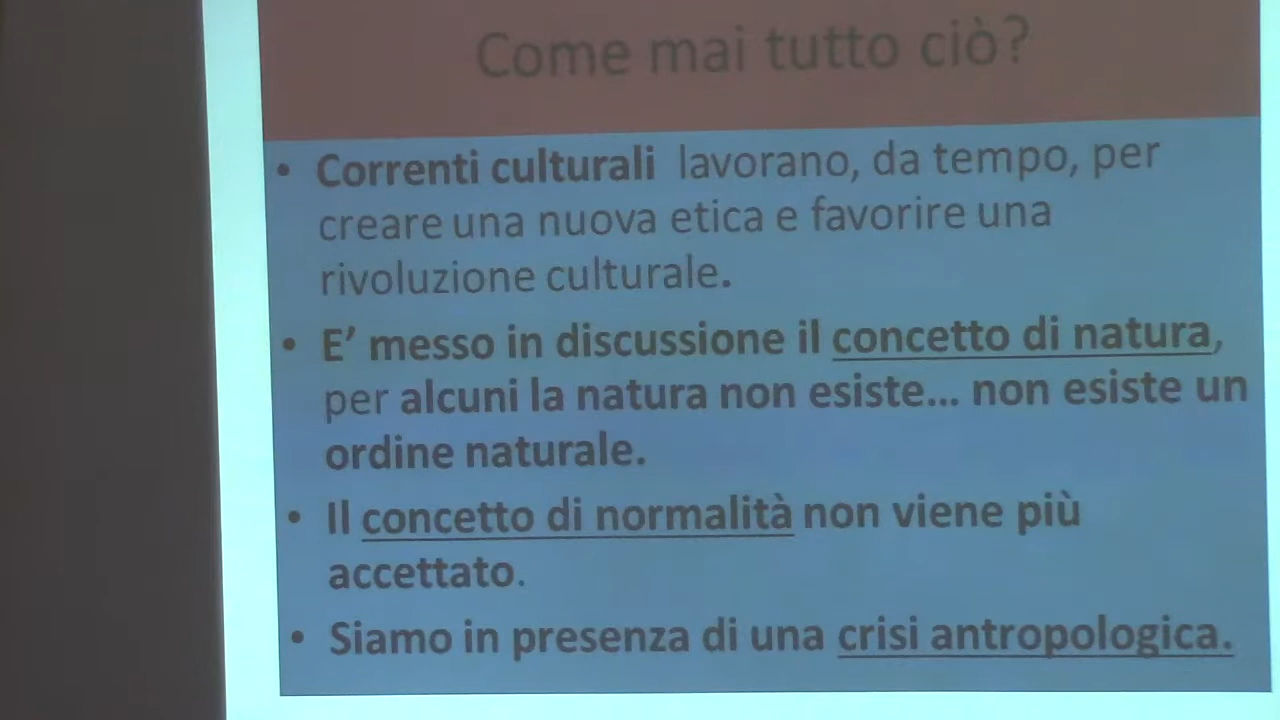 Come mai tutto ciò?
• Correnti culturali lavorano, da tempo, per
creare una nuova etica e favorire una
rivoluzione culturale.
• E’ messo in discussione il concetto di natura,
per alcuni la natura non esiste... non esiste un
ordine naturale.
• Il concetto di normalità non viene più
accettato.
• Siamo in presenza di una crisi antropologica.